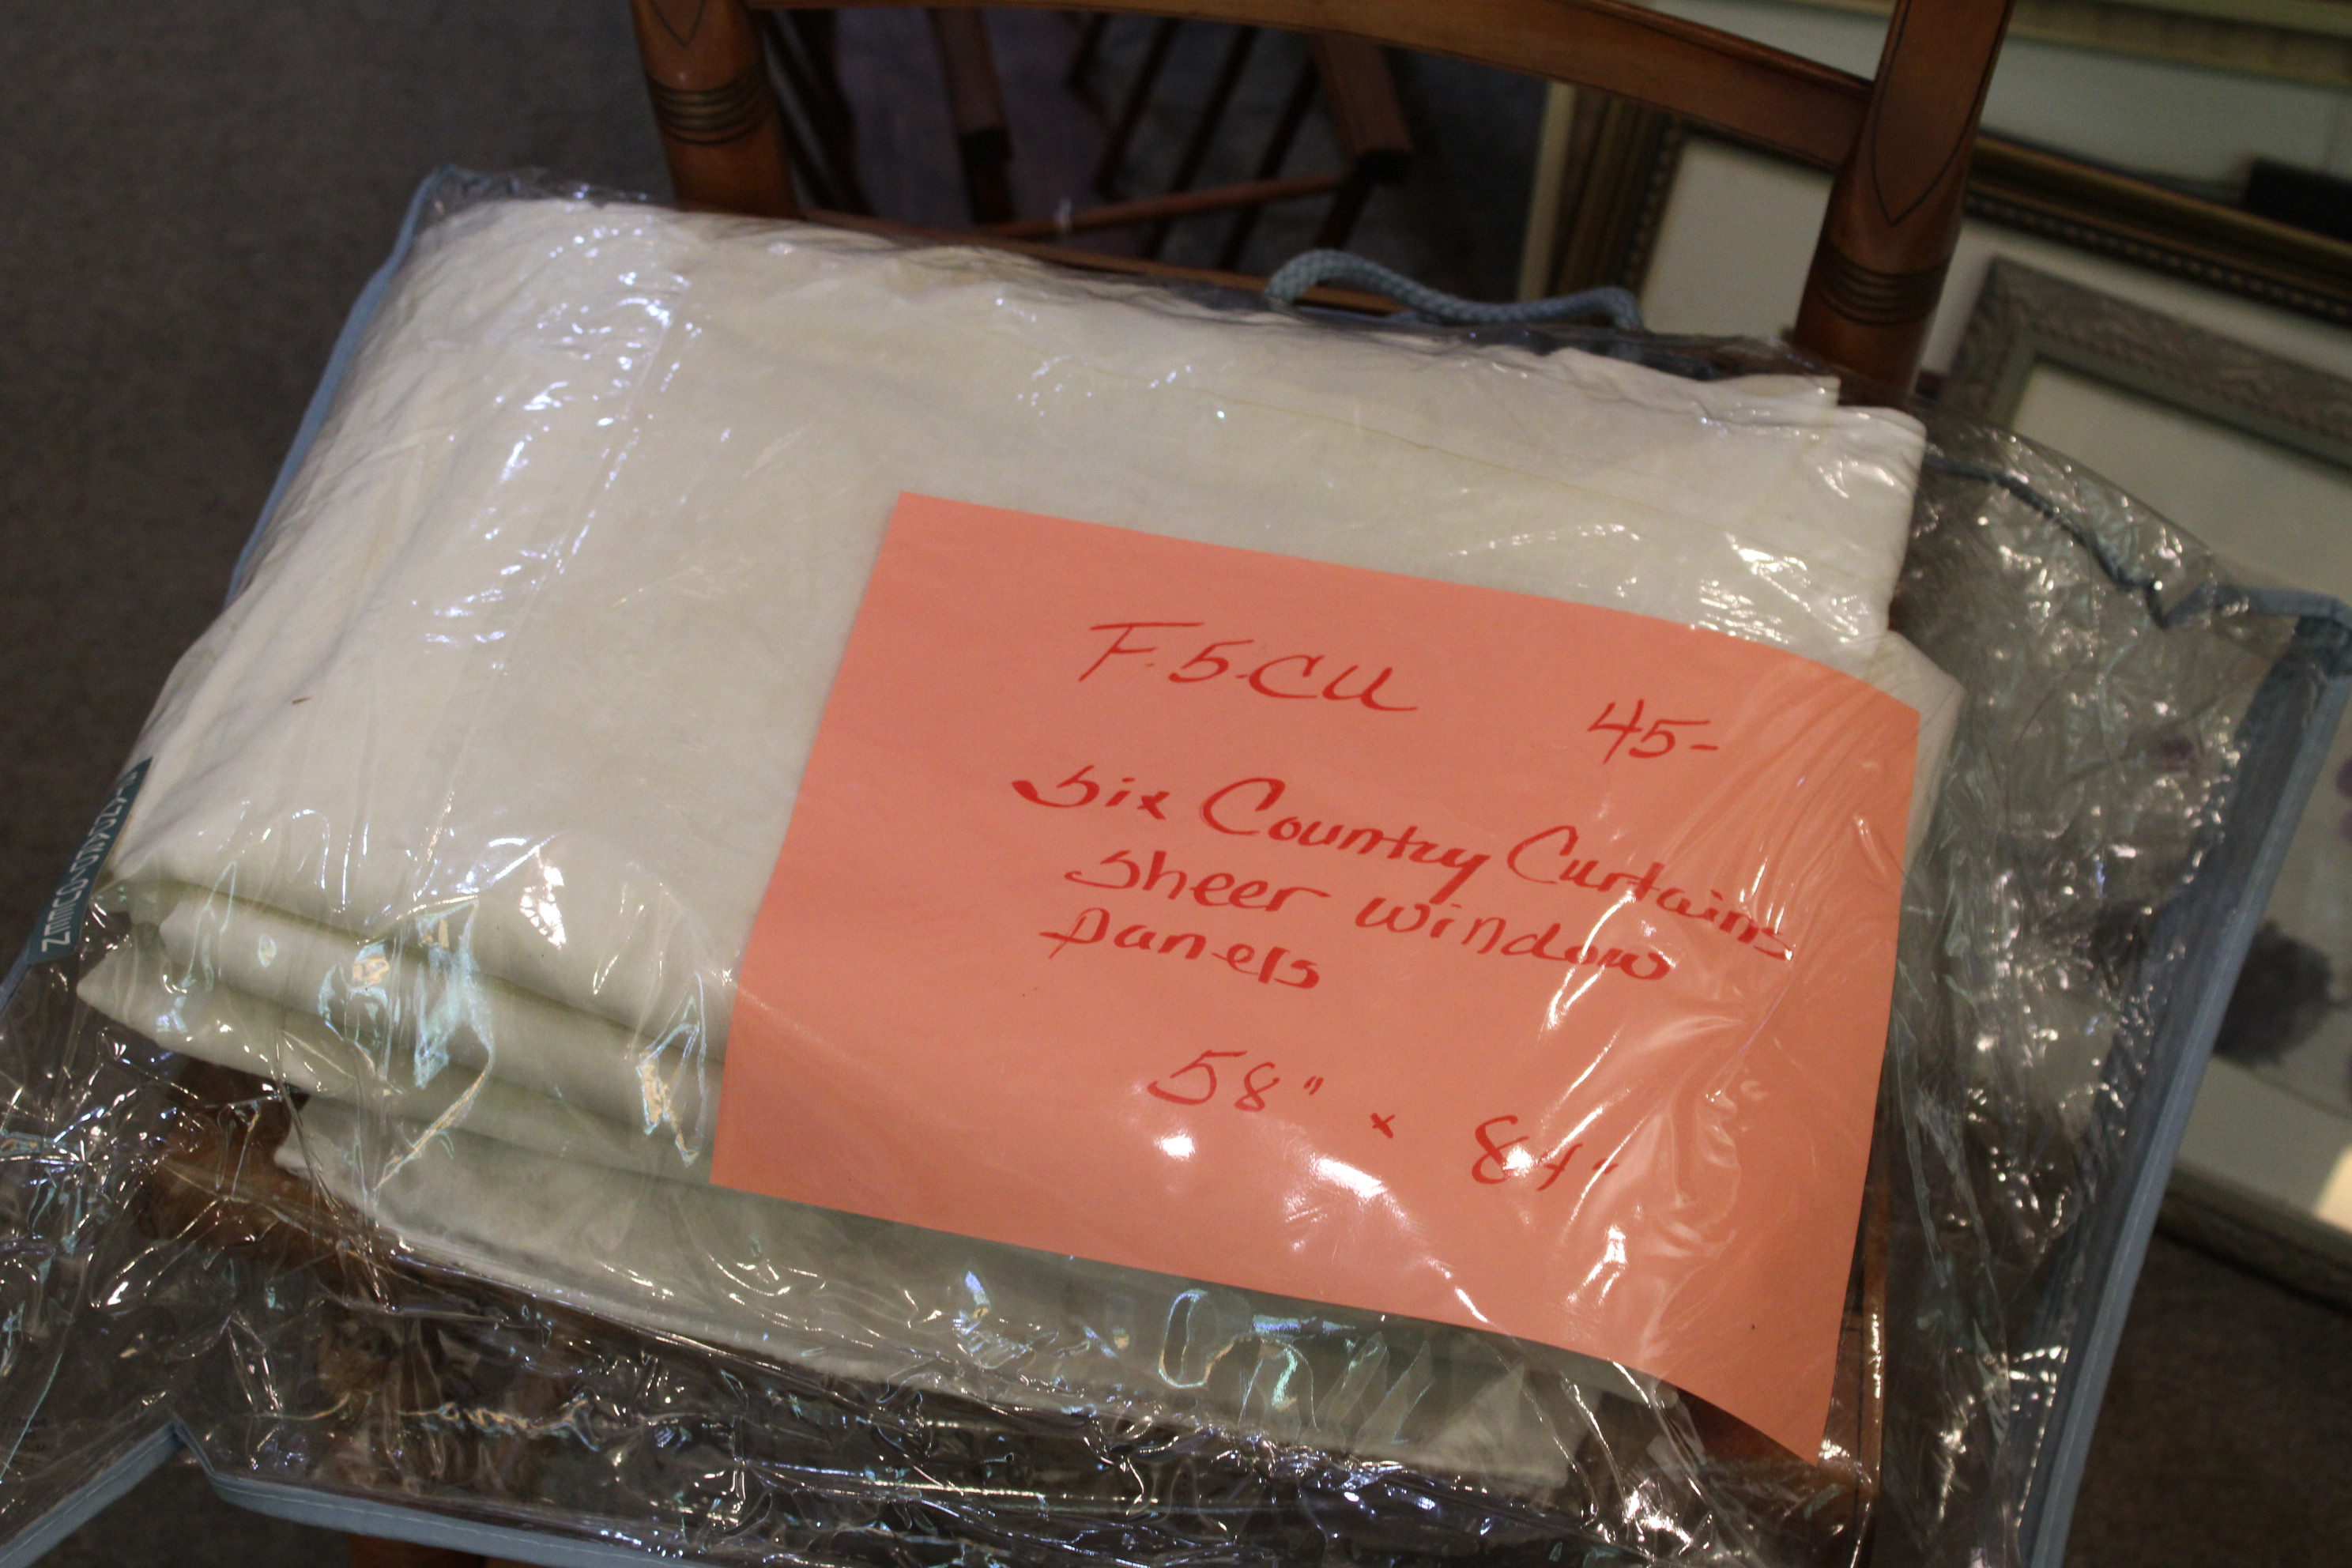 F.5-CU 45-
Six Country Curtains
Sheer Window
panels
58" x 84"